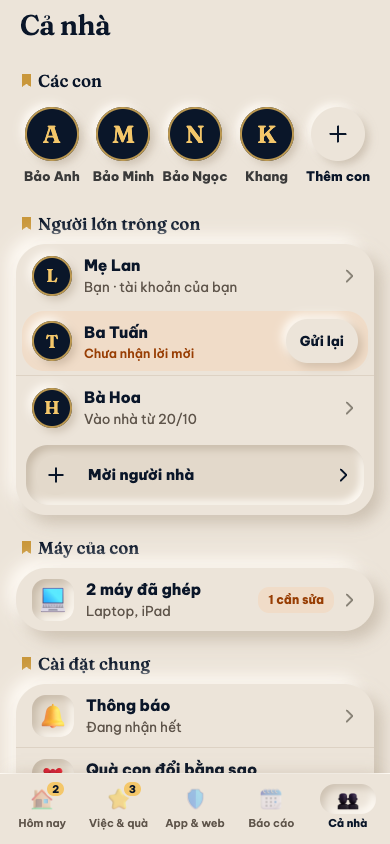 Cả nhà
Các con
A M N K
Bảo Anh Bảo Minh Bảo Ngọc Khang Thêm con
Người lớn trông con
L
Mẹ Lan
Bạn · tài khoản của bạn
T
Ba Tuấn
Chưa nhận lời mời
Gửi lại
H
Bà Hoa
Vào nhà từ 20/10
Mời người nhà
Máy của con
2 máy đã ghép
Laptop, iPad
1 cần sửa
Cài đặt chung
Thông báo
Đang nhận hết
Quà con đổi bằng sao
2 3
Hôm nay Việc & quà App & web Báo cáo Cả nhà